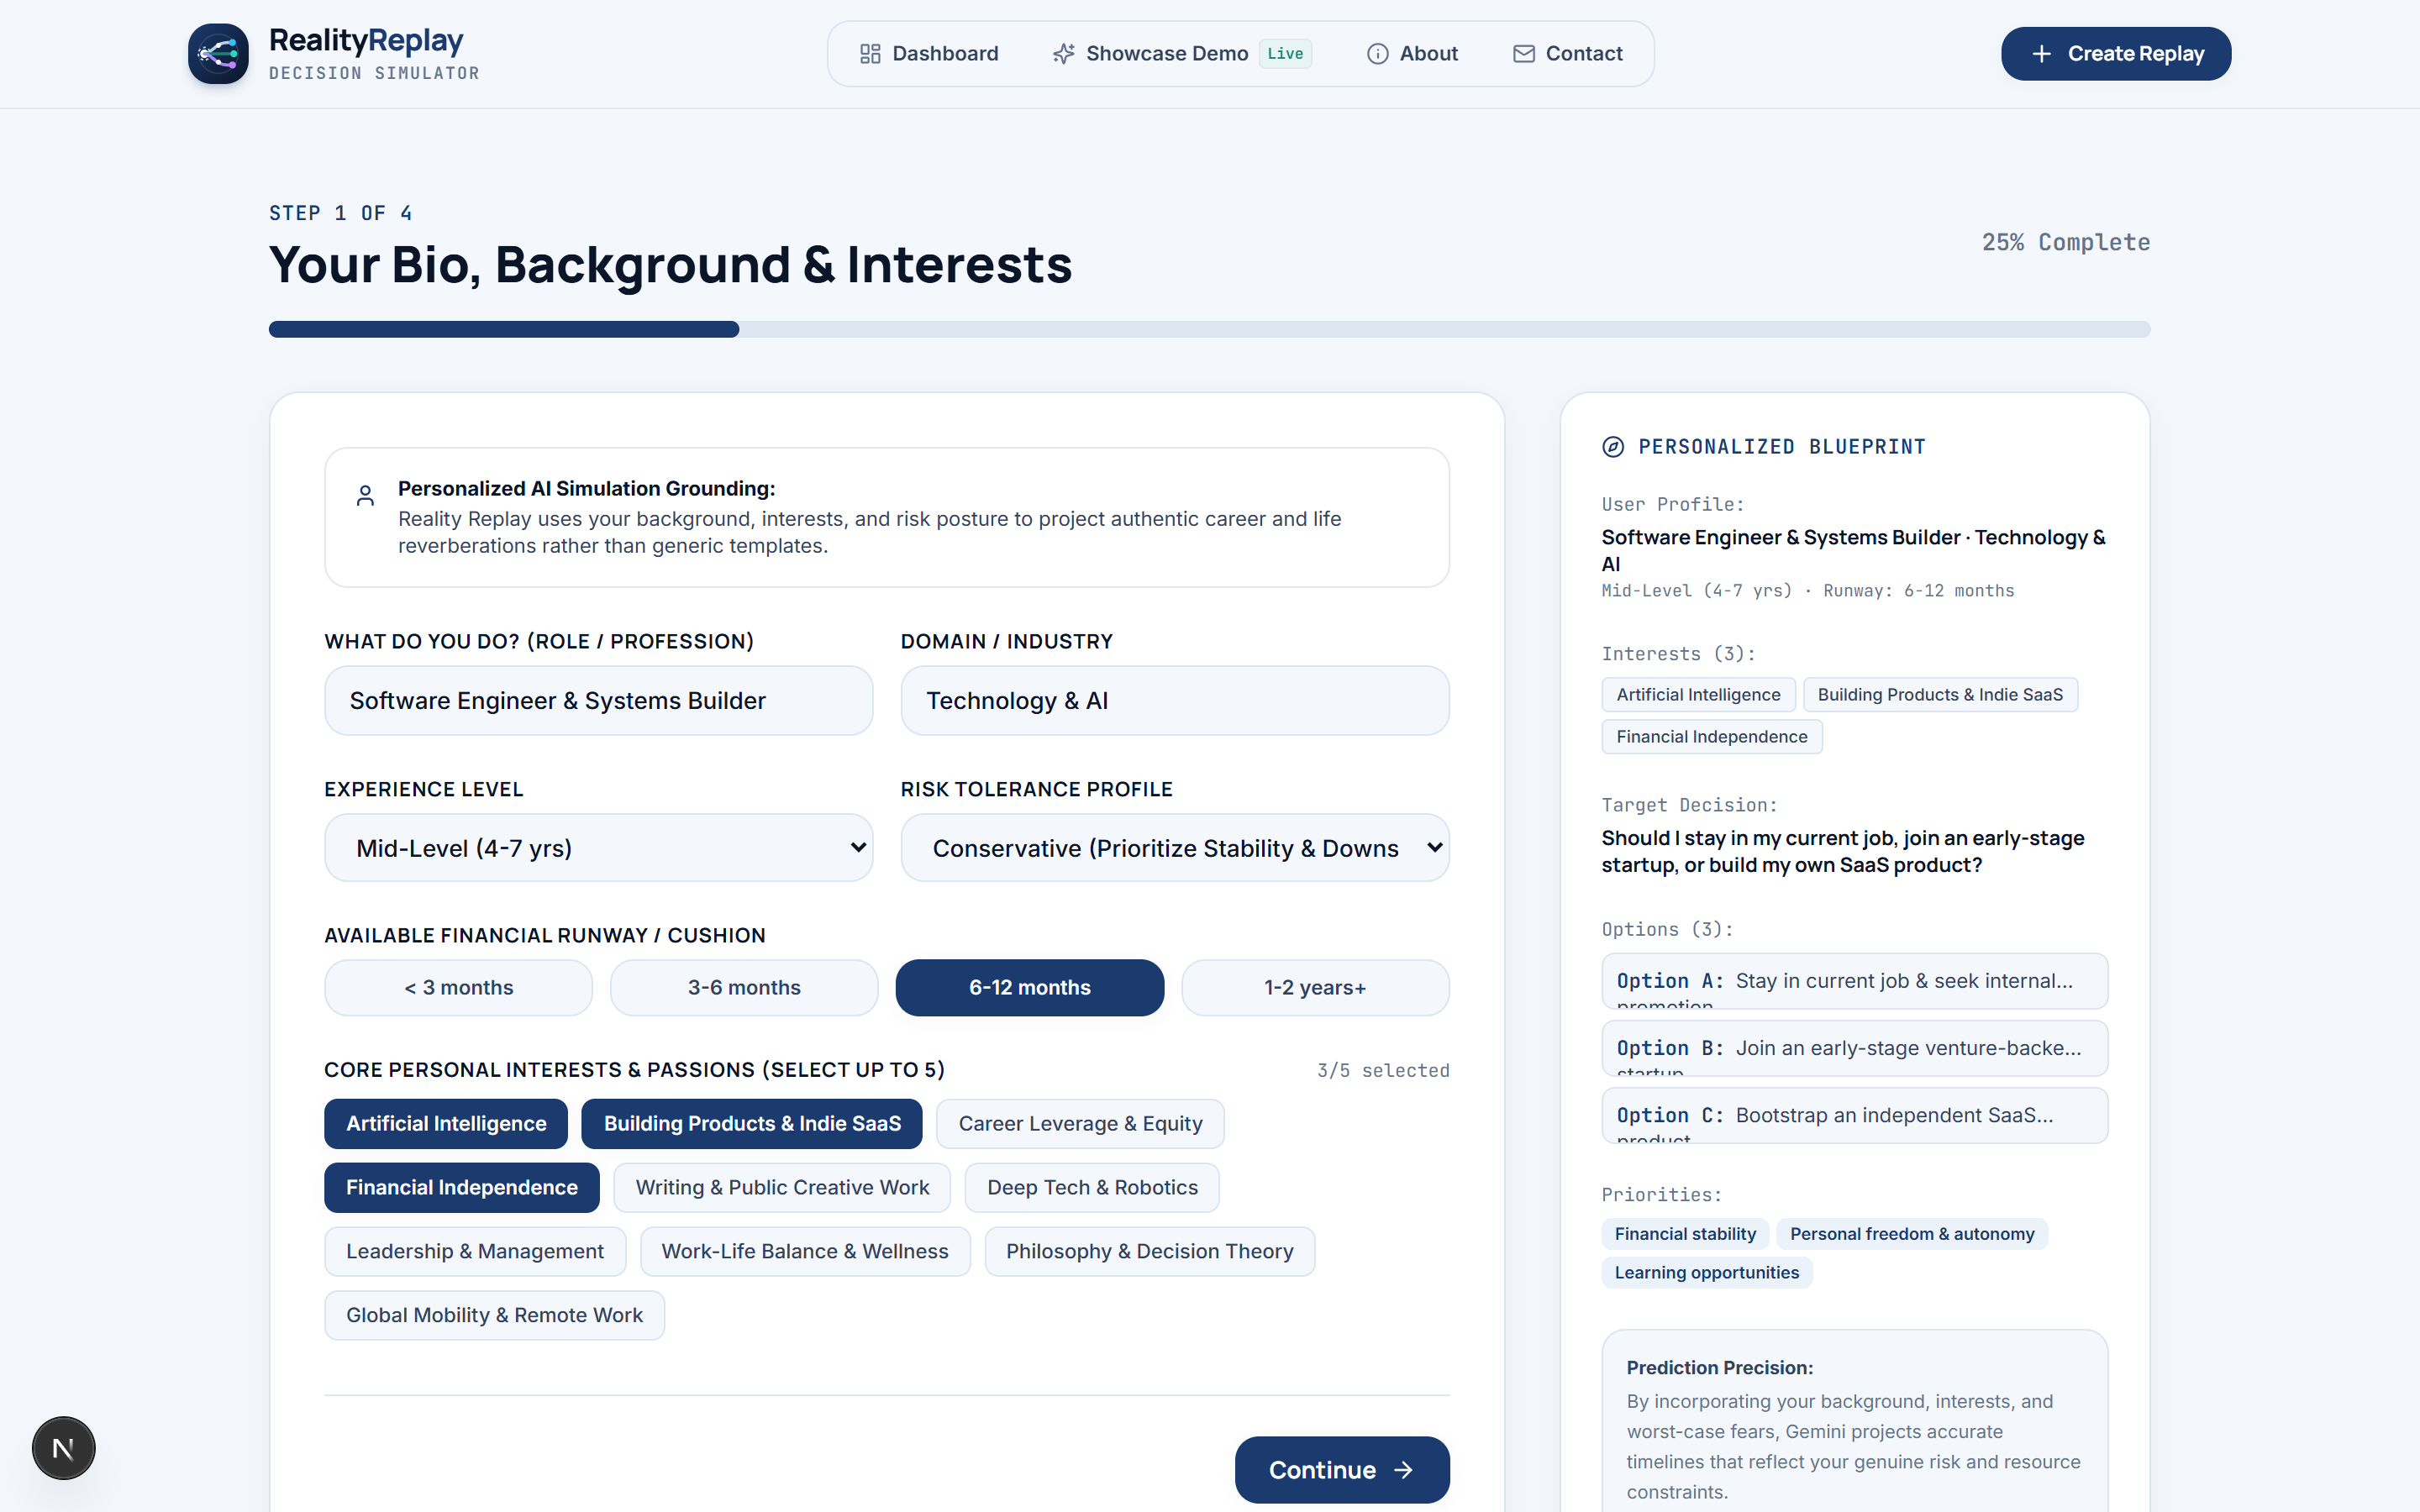 RealityReplay
DECISION SIMULATOR
Dashboard
Showcase Demo Live
About
Contact
Create Replay
STEP 1 OF 4
Your Bio, Background & Interests
25% Complete
Personalized AI Simulation Grounding:
Reality Replay uses your background, interests, and risk posture to project authentic career and life
reverberations rather than generic templates.
WHAT DO YOU DO? (ROLE / PROFESSION)
Software Engineer & Systems Builder
DOMAIN / INDUSTRY
Technology & AI
EXPERIENCE LEVEL
Mid-Level (4-7 yrs)
RISK TOLERANCE PROFILE
Conservative (Prioritize Stability & Downs
AVAILABLE FINANCIAL RUNWAY / CUSHION
< 3 months
3-6 months
6-12 months
1-2 years+
CORE PERSONAL INTERESTS & PASSIONS (SELECT UP TO 5)
3/5 selected
Artificial Intelligence
Building Products & Indie SaaS
Career Leverage & Equity
Financial Independence
Writing & Public Creative Work
Deep Tech & Robotics
Leadership & Management
Work-Life Balance & Wellness
Philosophy & Decision Theory
Global Mobility & Remote Work
Continue
PERSONALIZED BLUEPRINT
User Profile:
Software Engineer & Systems Builder · Technology &
AI
Mid-Level (4-7 yrs) · Runway: 6-12 months
Interests (3):
Artificial Intelligence
Building Products & Indie SaaS
Financial Independence
Target Decision:
Should I stay in my current job, join an early-stage
startup, or build my own SaaS product?
Options (3):
Option A: Stay in current job & seek internal...
promotion
Option B: Join an early-stage venture-backe...
startup
Option C: Bootstrap an independent SaaS...
product
Priorities:
Financial stability
Personal freedom & autonomy
Learning opportunities
Prediction Precision:
By incorporating your background, interests, and
worst-case fears, Gemini projects accurate
timelines that reflect your genuine risk and resource
constraints.
N